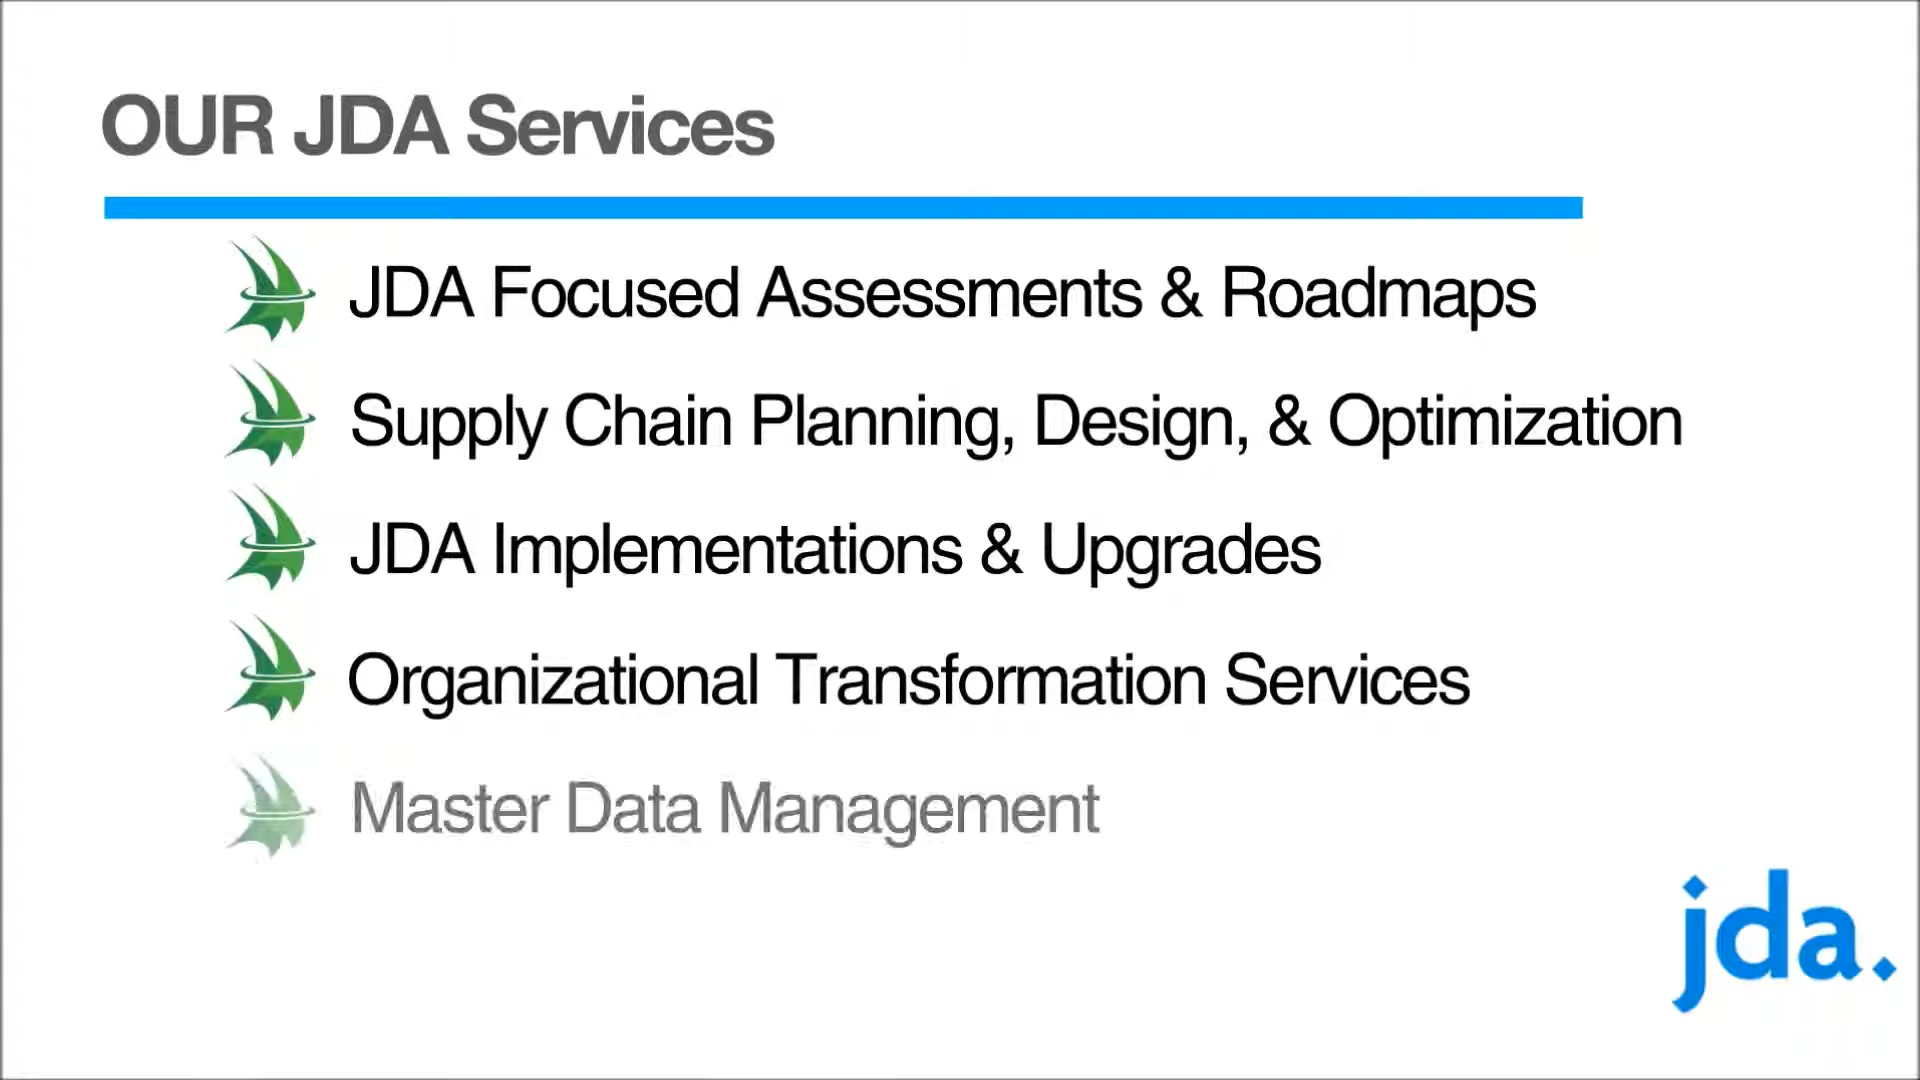 OUR JDA Services
JDA Focused Assessments & Roadmaps
Supply Chain Planning, Design, & Optimization
JDA Implementations & Upgrades
Organizational Transformation Services
Master Data Management
jda.